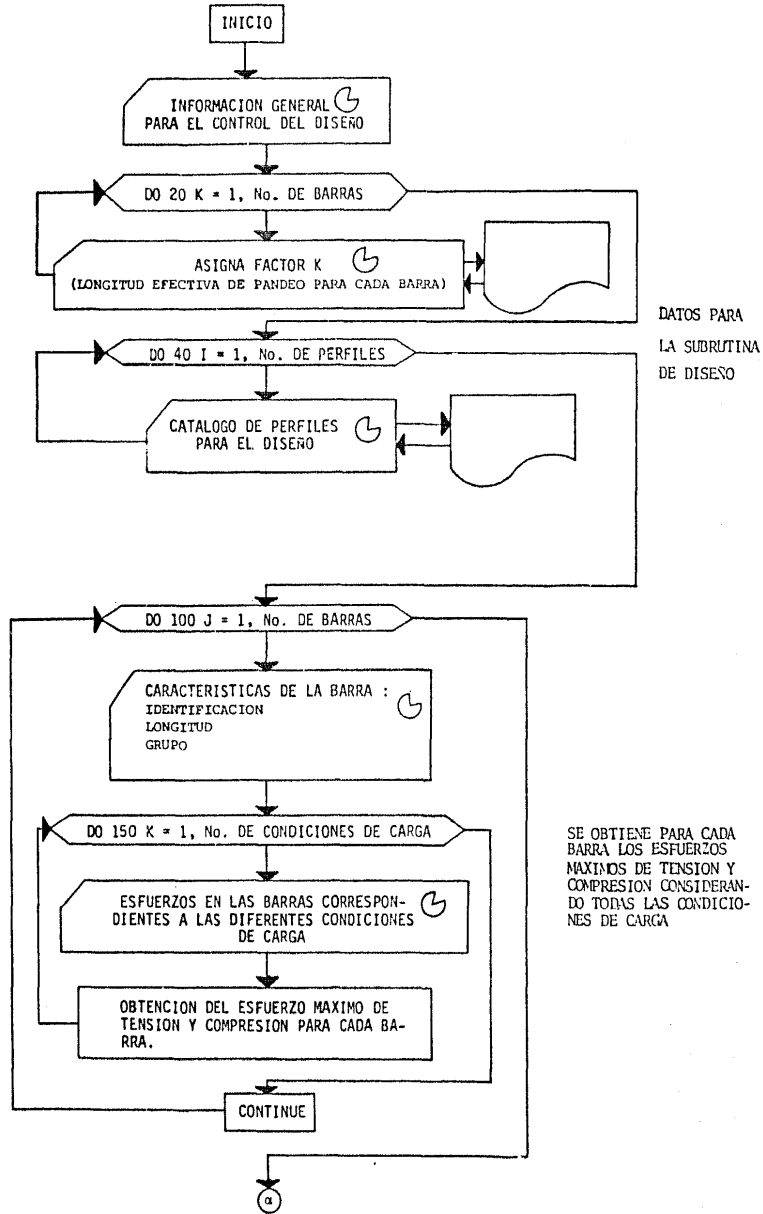 INICIO
INFORMACION GENERAL
PARA EL CONTROL DEL DISEÑO
DO 20 K = 1, No. DE BARRAS
ASIGNA FACTOR K
(LONGITUD EFECTIVA DE PANDEO PARA CADA BARRA)
DATOS PARA
LA SUBRUTINA
DE DISEÑO
DO 40 I = 1, No. DE PERFILES
CATALOGO DE PERFILES
PARA EL DISEÑO
DO 100 J = 1, No. DE BARRAS
CARACTERISTICAS DE LA BARRA :
IDENTIFICACION
LONGITUD
GRUPO
DO 150 K = 1, No. DE CONDICIONES DE CARGA
SE OBTIENE PARA CADA
BARRA LOS ESFUERZOS
MAXIMOS DE TENSION Y
COMPRESION CONSIDERAN-
DO TODAS LAS CONDICIO-
NES DE CARGA
ESFUERZOS EN LAS BARRAS CORRESPON-
DIENTES A LAS DIFERENTES CONDICIONES
DE CARGA
OBTENCION DEL ESFUERZO MAXIMO DE
TENSION Y COMPRESION PARA CADA BA-
RRA.
CONTINUE
α